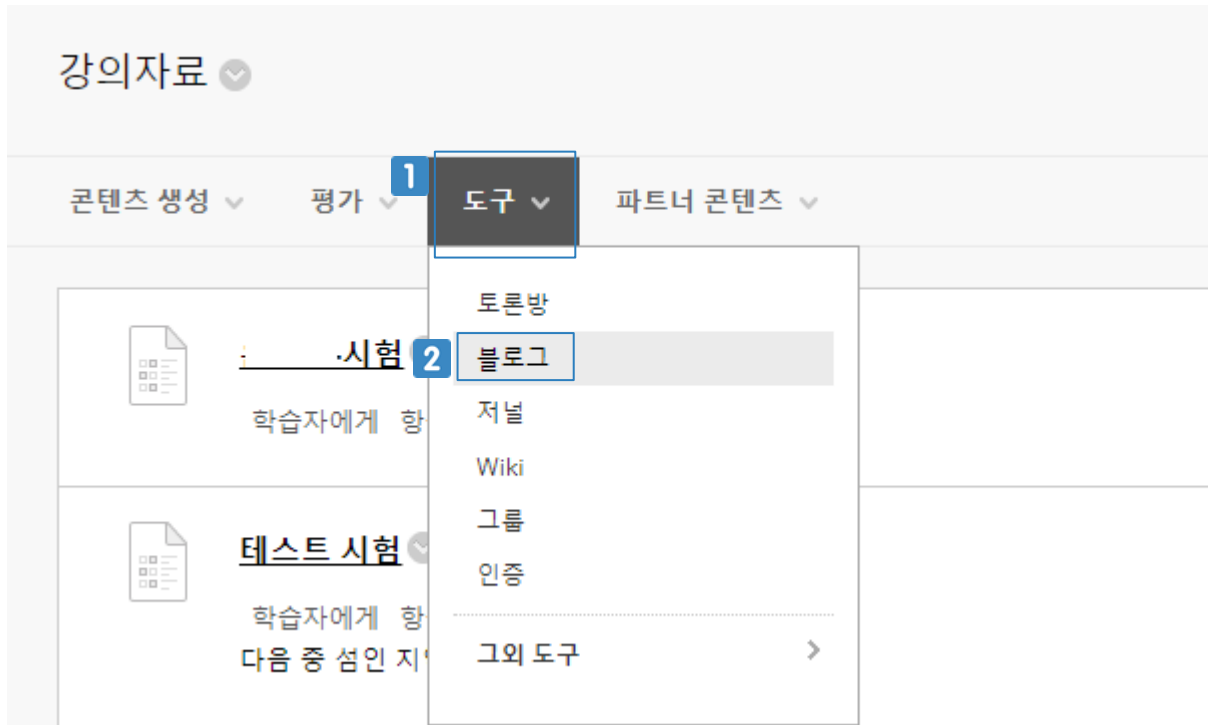 강의자료
콘텐츠 생성 평가 1 도구 파트너 콘텐츠
토론방
시험 2 블로그
학습자에게 항
저널
Wiki
그룹
테스트 시험
인증
학습자에게 항
다음 중 섬인
그외 도구